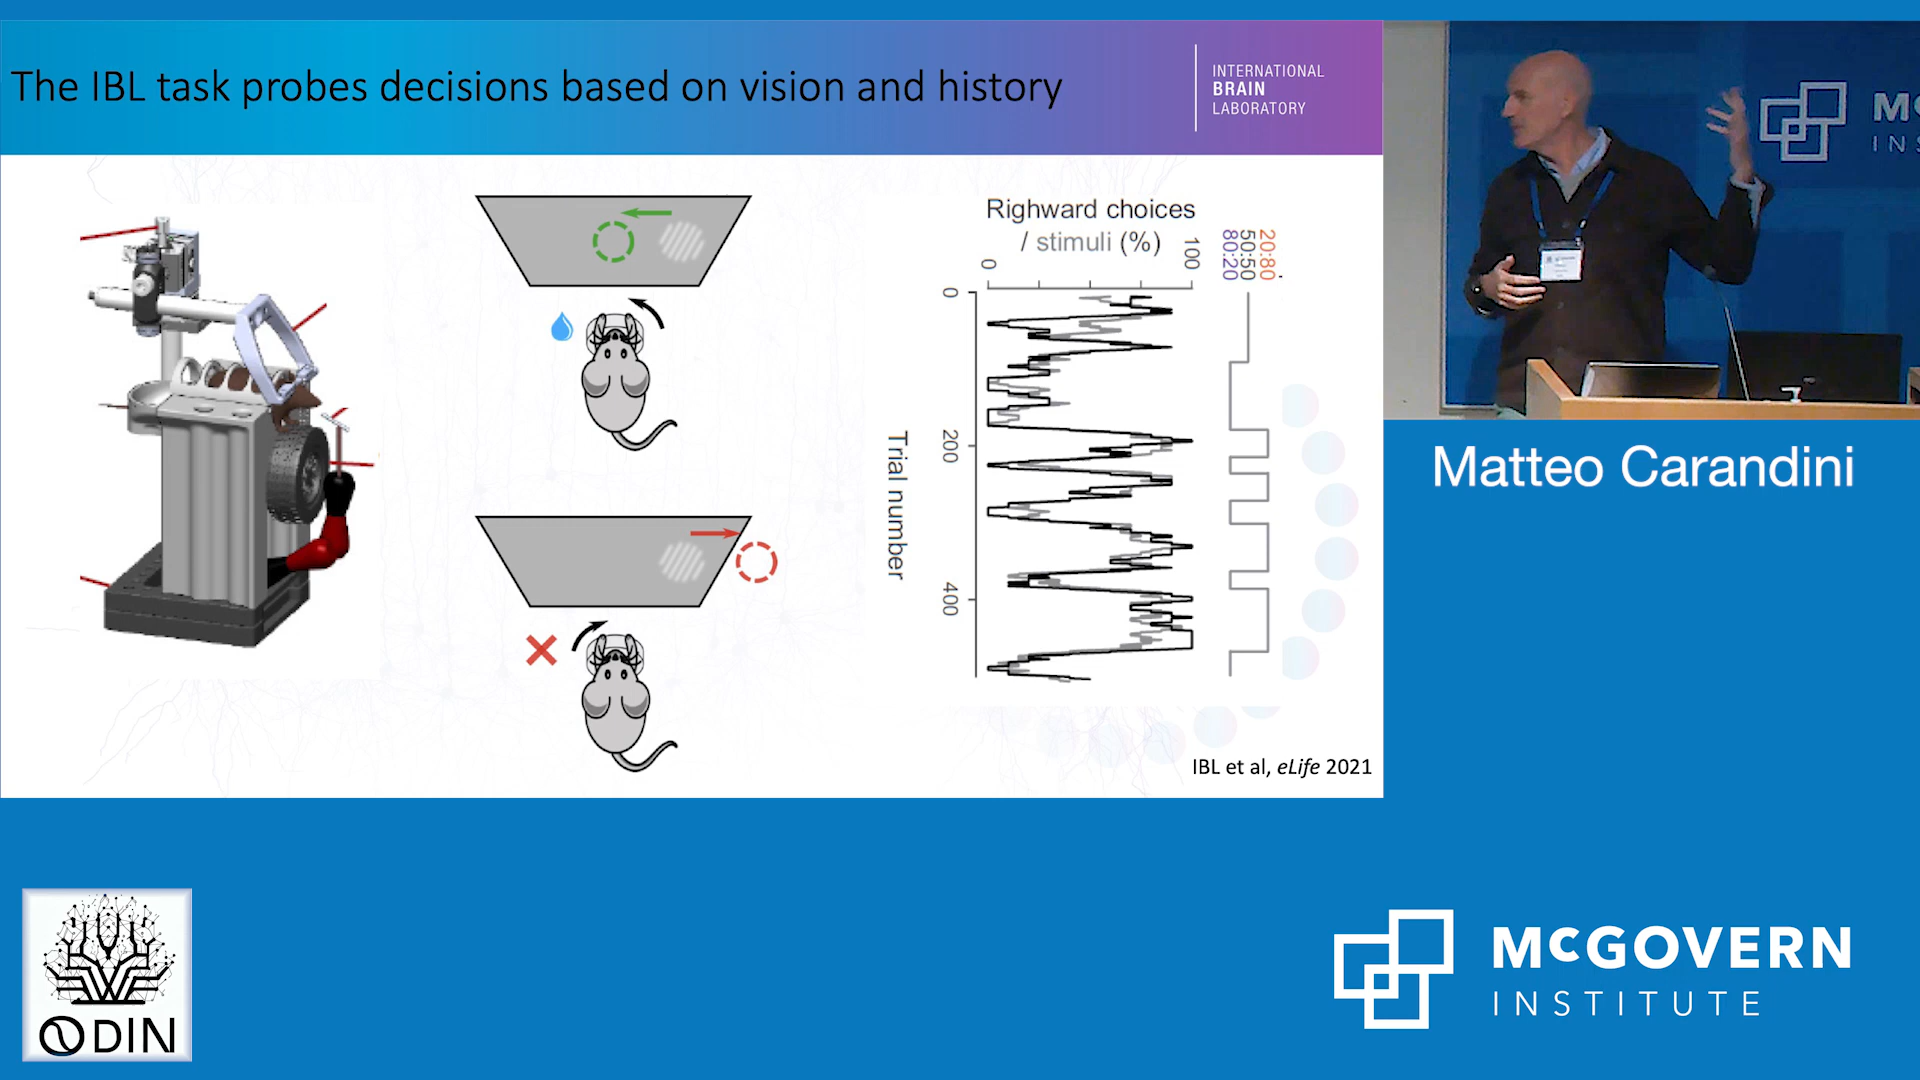 The IBL task probes decisions based on vision and history
INTERNATIONAL
BRAIN
LABORATORY
Righward choices
/ stimuli (%)
0
100
80:20
50:50
20:80
0
200
400
Trial number
IBL et al, eLife 2021
Matteo Carandini
ODIN
McGOVERN
INSTITUTE